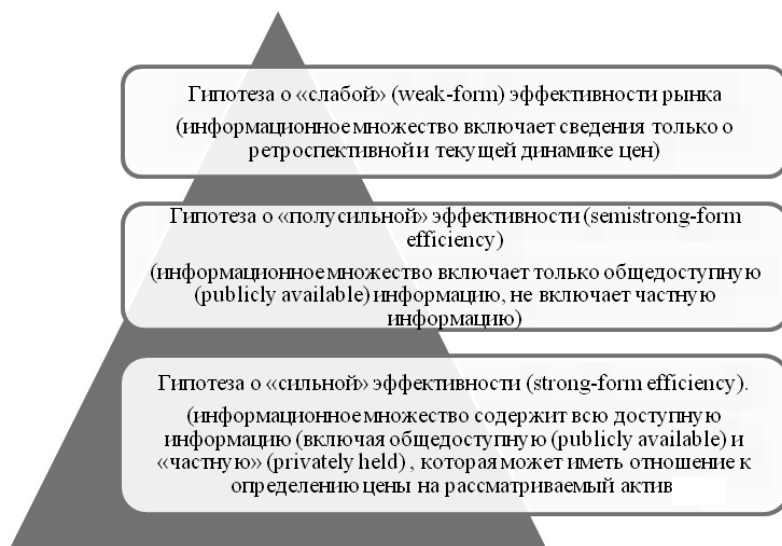 Гипотеза о «слабой» (weak-form) эффективности рынка
(информационное множество включает сведения только о
ретроспективной и текущей динамике цен)
Гипотеза о «полусильной» эффективности (semistrong-form
efficiency)
(информационное множество включает только общедоступную
(publicly available) информацию, не включает частную
информацию)
Гипотеза о «сильной» эффективности (strong-form efficiency).
(информационное множество содержит всю доступную
информацию (включая общедоступную (publicly available) и
«частную» (privately held) , которая может иметь отношение к
определению цены на рассматриваемый актив